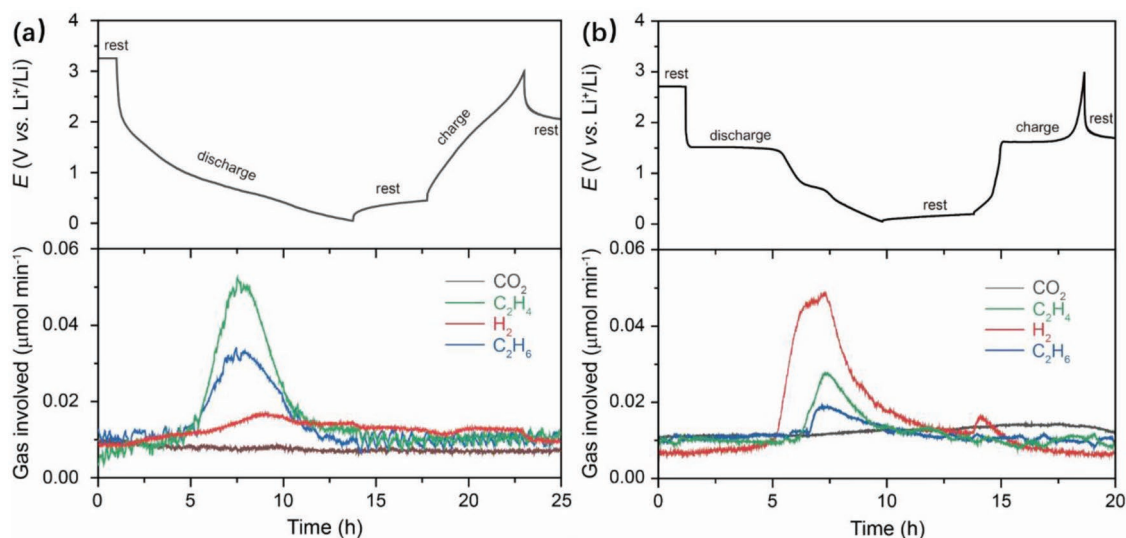 (a)
E (V vs. Li⁺/Li)
4
3
2
1
0
rest
discharge
rest
charge
rest
Gas involved (μmol min⁻¹)
0.06
0.04
0.02
0.00
CO₂
C₂H₄
H₂
C₂H₆
0 5 10 15 20 25
Time (h)
(b)
E (V vs. Li⁺/Li)
4
3
2
1
0
rest
discharge
rest
charge
rest
Gas involved (μmol min⁻¹)
0.06
0.04
0.02
0.00
CO₂
C₂H₄
H₂
C₂H₆
0 5 10 15 20
Time (h)